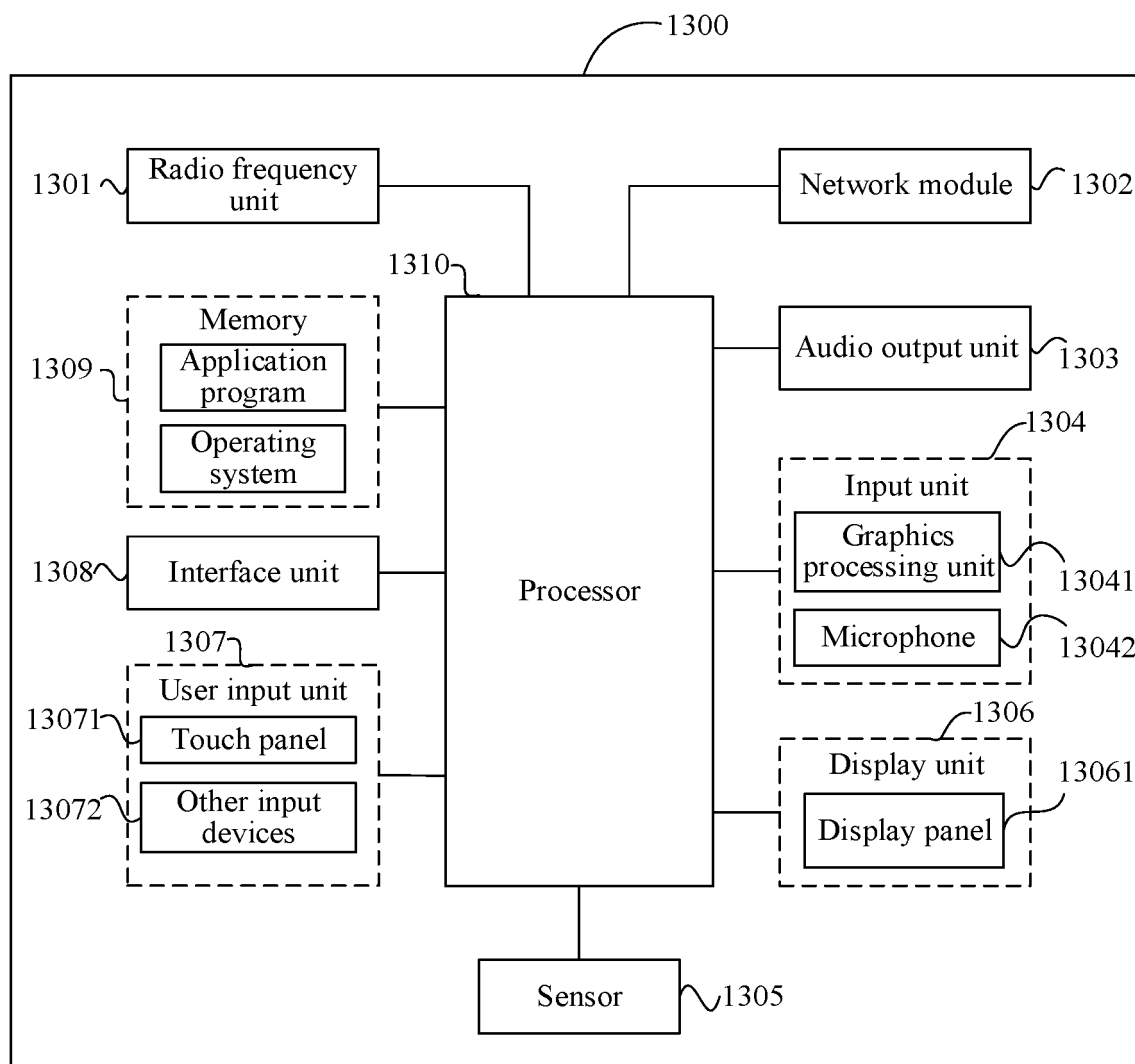 1300
1301
Radio frequency
unit
Network module
1302
1310
Memory
Application
program
Operating
system
1309
Audio output unit
1303
1304
Input unit
Graphics
processing unit
13041
Microphone
13042
1308
Interface unit
Processor
1307
User input unit
13071
Touch panel
13072
Other input
devices
1306
Display unit
13061
Display panel
Sensor
1305